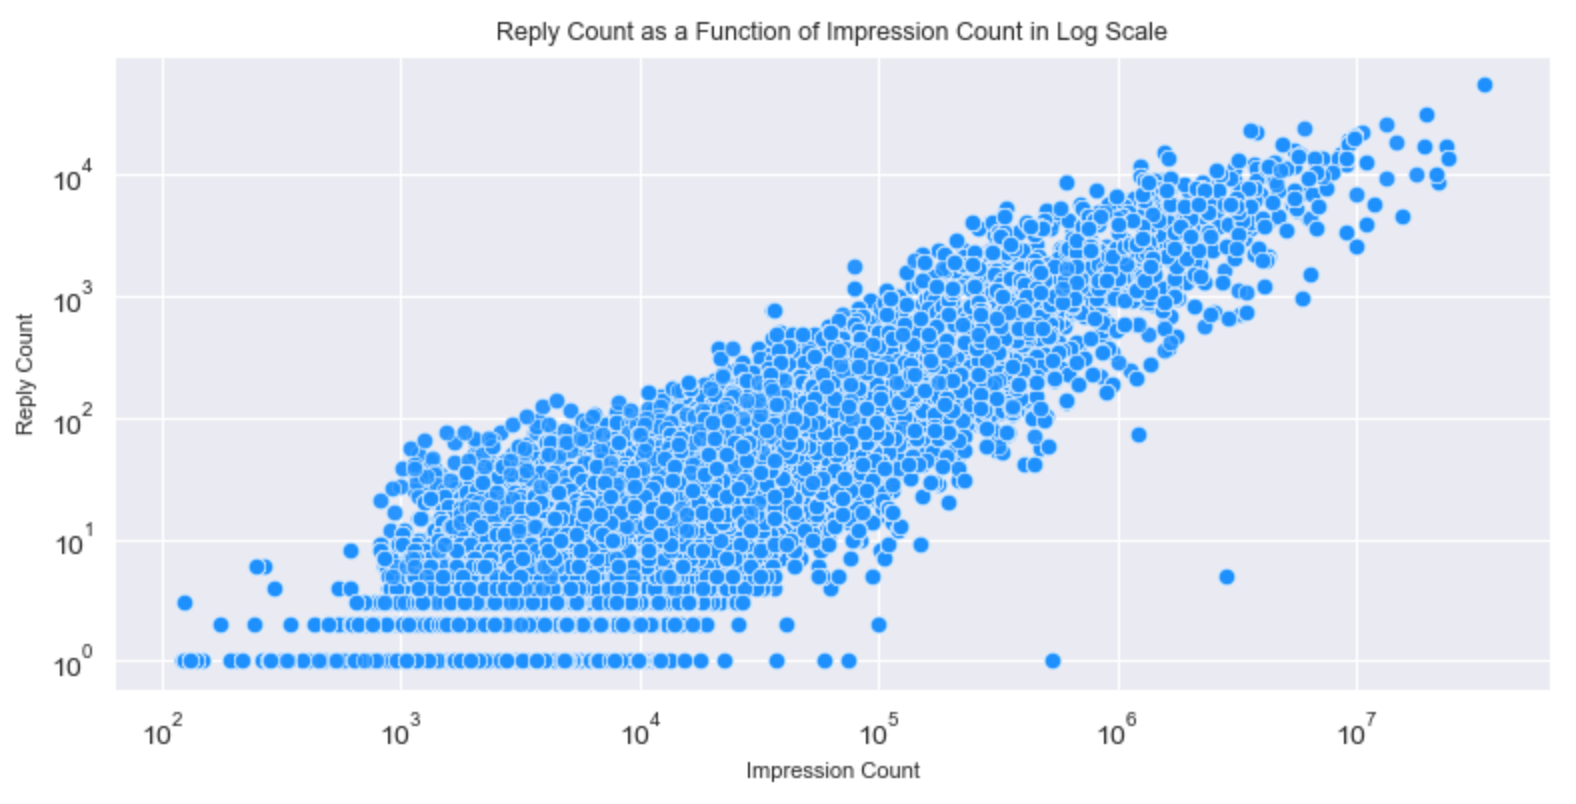 Reply Count as a Function of Impression Count in Log Scale
Reply Count
10^4
10^3
10^2
10^1
10^0
10^2 10^3 10^4 10^5 10^6 10^7
Impression Count